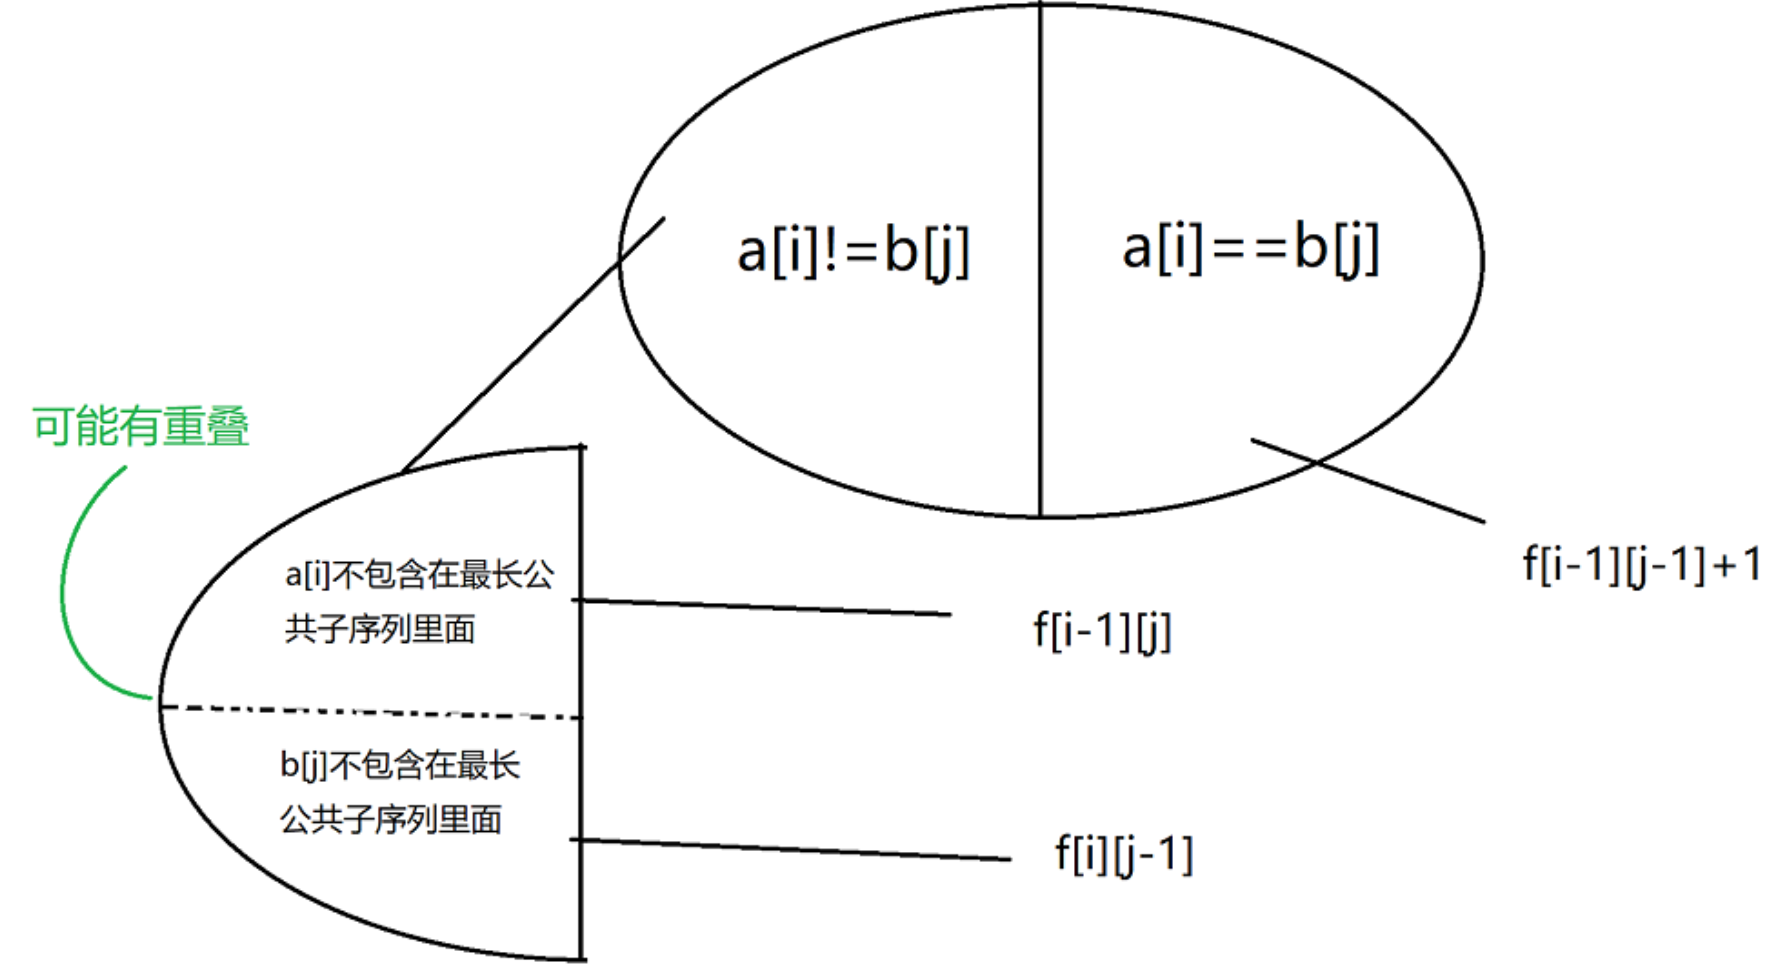 a[i]!=b[j]
a[i]==b[j]
可能有重叠
f[i-1][j-1]+1
a[i]不包含在最长公
共子序列里面
f[i-1][j]
b[j]不包含在最长
公共子序列里面
f[i][j-1]